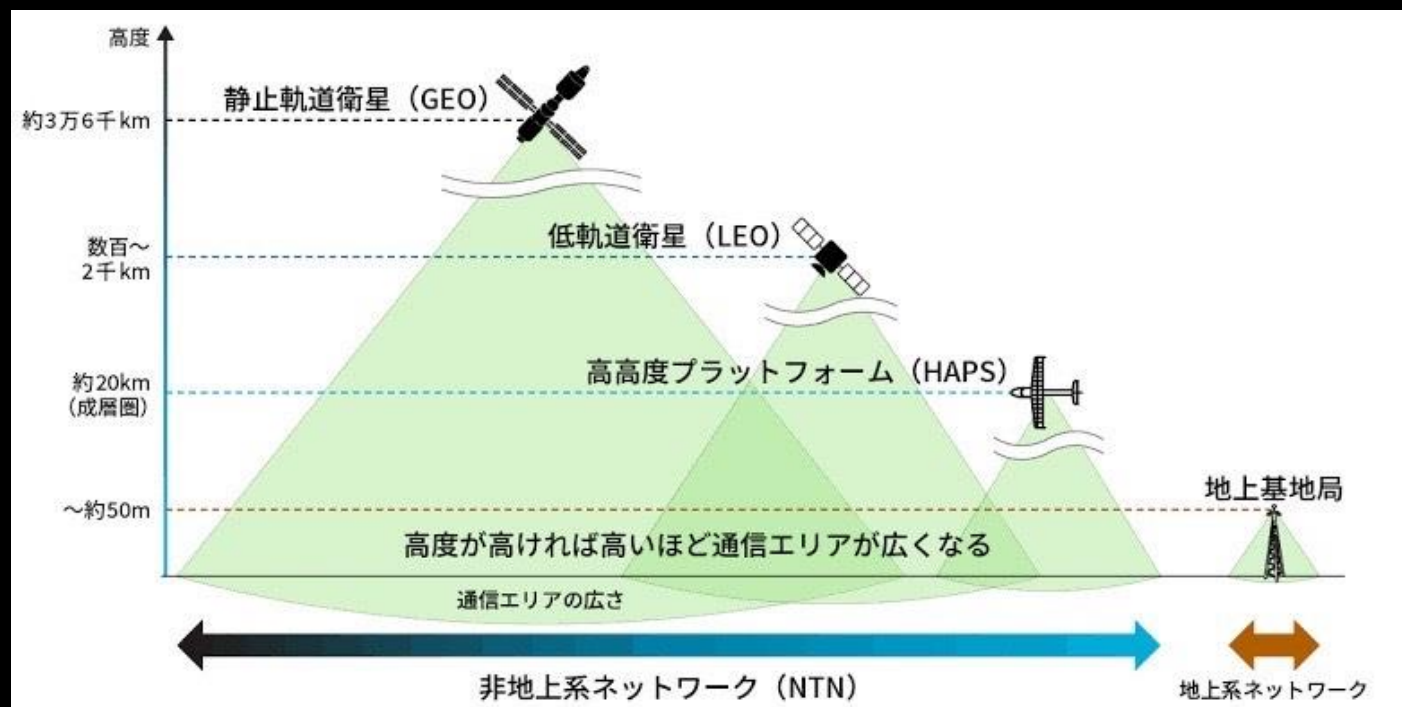 高度
静止軌道衛星（GEO）
約3万6千km
低軌道衛星（LEO）
数百～
2千km
高高度プラットフォーム（HAPS）
約20km
（成層圏）
地上基地局
～約50m
高度が高ければ高いほど通信エリアが広くなる
通信エリアの広さ
非地上系ネットワーク（NTN）
地上系ネットワーク